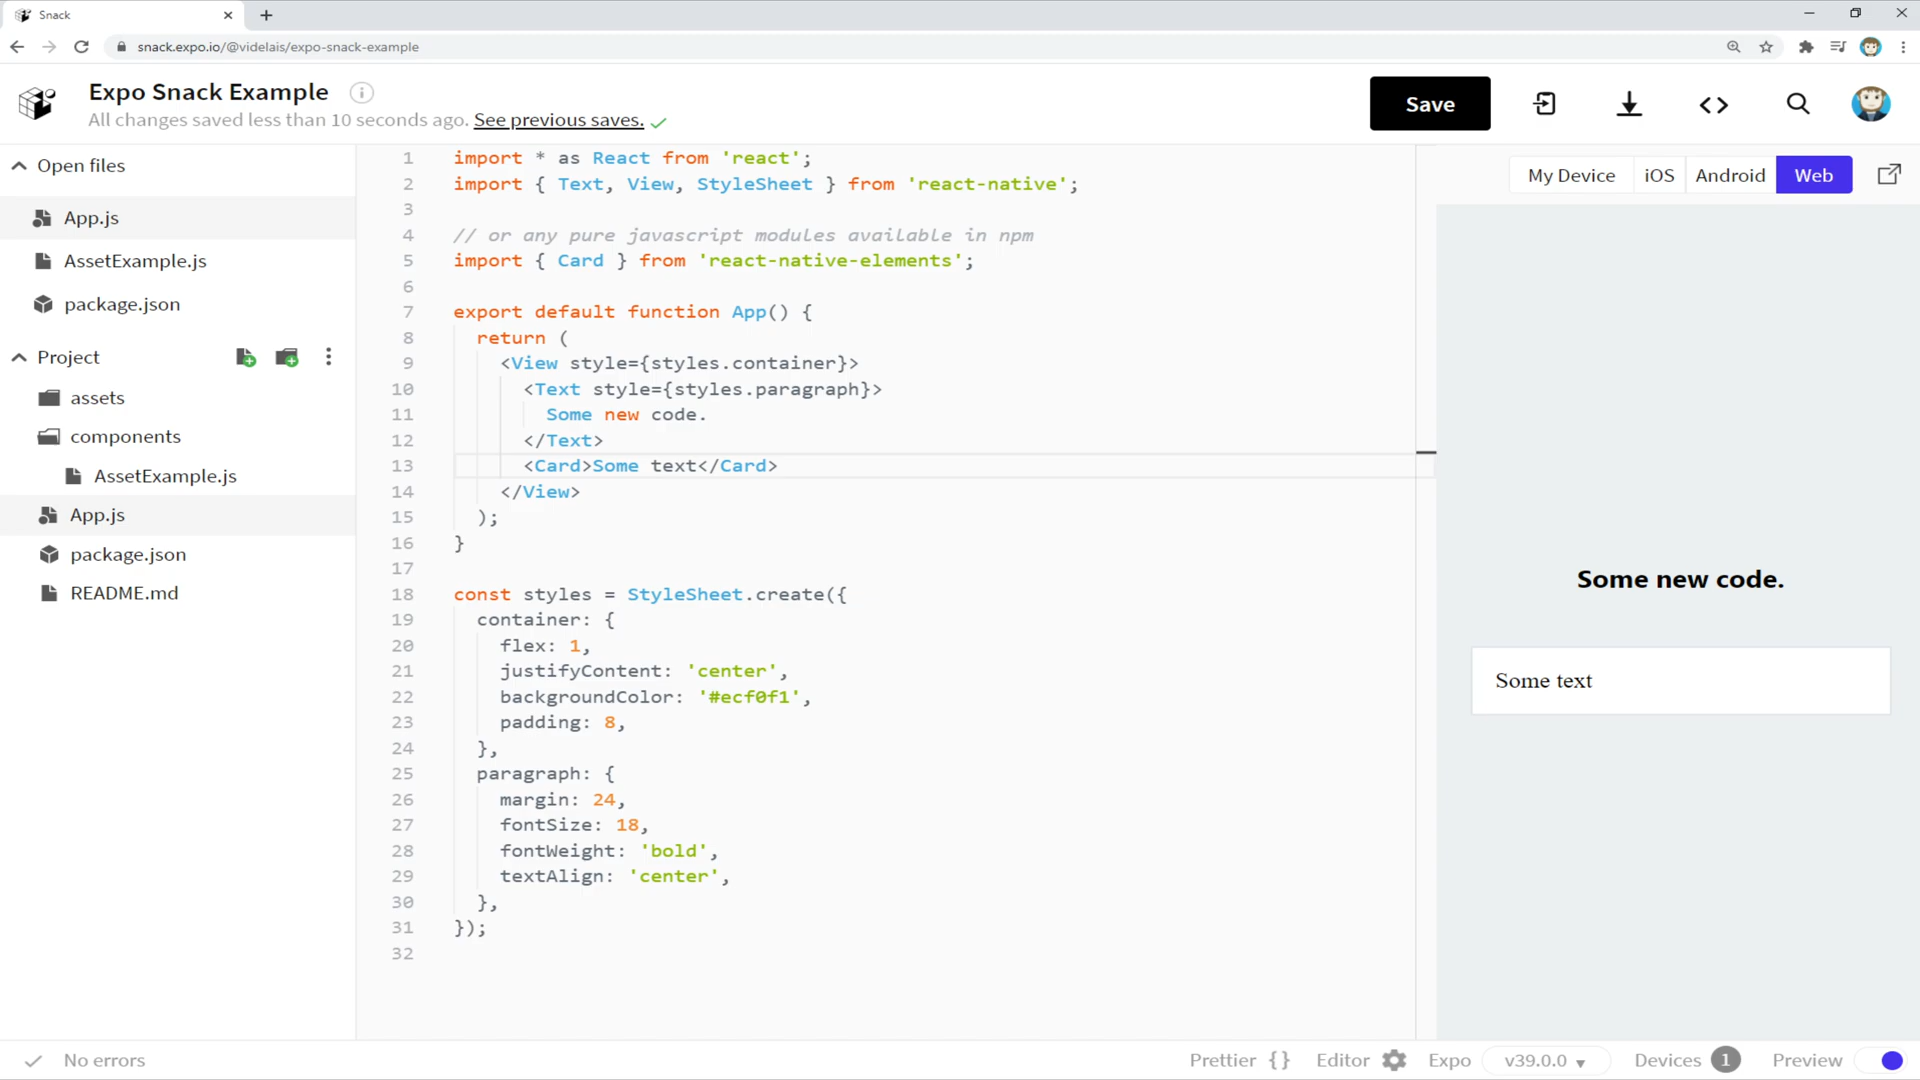 Snack
snack.expo.io/@videlais/expo-snack-example
Expo Snack Example
All changes saved less than 10 seconds ago. See previous saves.
Save
Open files
App.js
AssetExample.js
package.json
Project
assets
components
AssetExample.js
App.js
package.json
README.md
1 import * as React from 'react';
2 import { Text, View, StyleSheet } from 'react-native';
3
4 // or any pure javascript modules available in npm
5 import { Card } from 'react-native-elements';
6
7 export default function App() {
8 return (
9 <View style={styles.container}>
10 <Text style={styles.paragraph}>
11 Some new code.
12 </Text>
13 <Card>Some text</Card>
14 </View>
15 );
16 }
17
18 const styles = StyleSheet.create({
19 container: {
20 flex: 1,
21 justifyContent: 'center',
22 backgroundColor: '#ecf0f1',
23 padding: 8,
24 },
25 paragraph: {
26 margin: 24,
27 fontSize: 18,
28 fontWeight: 'bold',
29 textAlign: 'center',
30 },
31 });
32
My Device iOS Android Web
Some new code.
Some text
No errors
Prettier {} Editor Expo v39.0.0 Devices 1 Preview